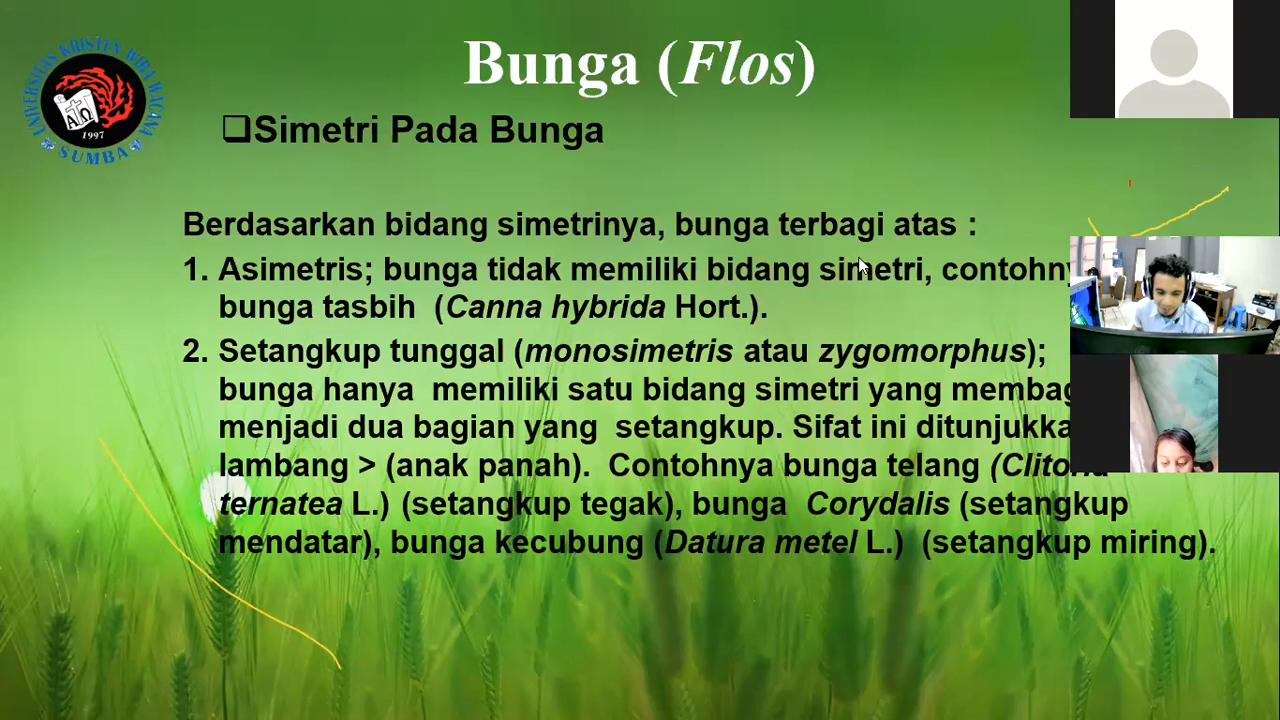 Bunga (Flos)
UNIVERSITAS KRISTEN WIRA WACANA
ΑΩ
1997
SUMBA
❑Simetri Pada Bunga
Berdasarkan bidang simetrinya, bunga terbagi atas :
1. Asimetris; bunga tidak memiliki bidang simetri, contohny
bunga tasbih (Canna hybrida Hort.).
2. Setangkup tunggal (monosimetris atau zygomorphus);
bunga hanya memiliki satu bidang simetri yang membag
menjadi dua bagian yang setangkup. Sifat ini ditunjukka
lambang > (anak panah). Contohnya bunga telang (Clitoria
ternatea L.) (setangkup tegak), bunga Corydalis (setangkup
mendatar), bunga kecubung (Datura metel L.) (setangkup miring).